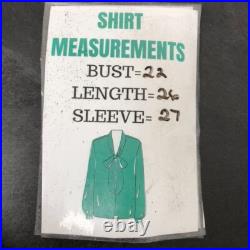 SHIRT
MEASUREMENTS
BUST=22
LENGTH=26
SLEEVE=27